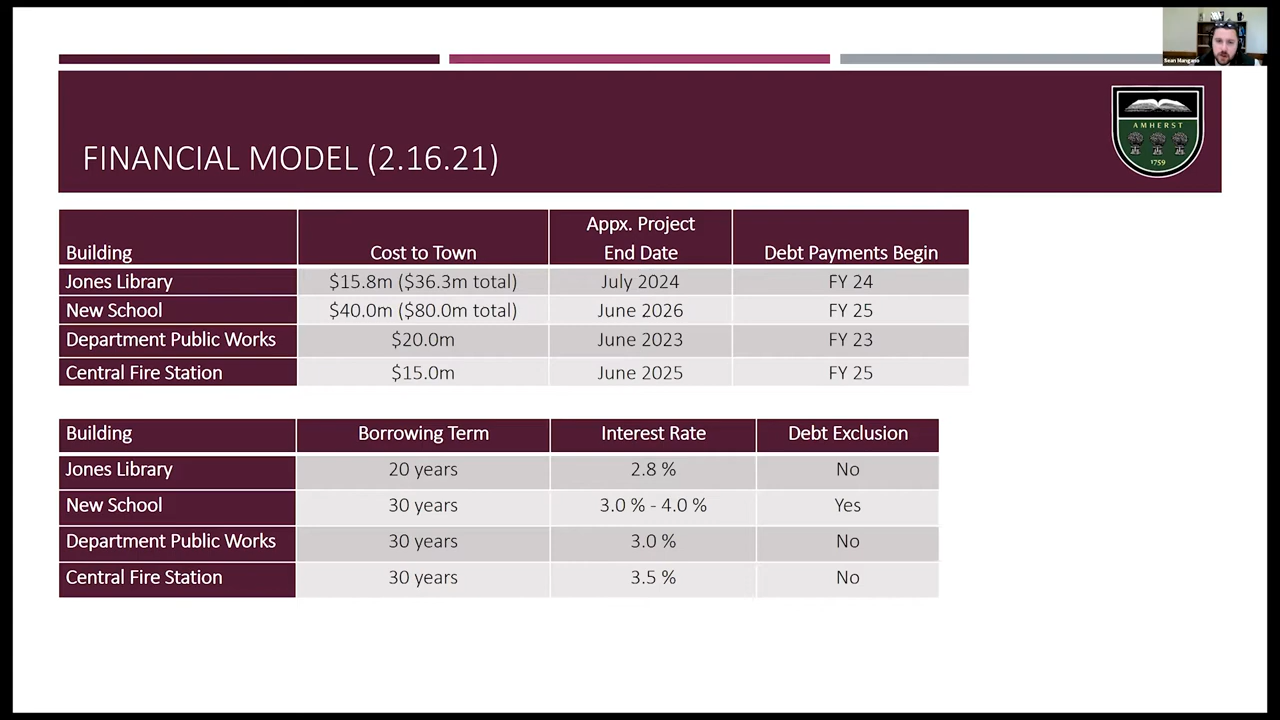 Sean Mangano
AMHERST
1759
FINANCIAL MODEL (2.16.21)
Building Cost to Town Appx. Project End Date Debt Payments Begin
Jones Library $15.8m ($36.3m total) July 2024 FY 24
New School $40.0m ($80.0m total) June 2026 FY 25
Department Public Works $20.0m June 2023 FY 23
Central Fire Station $15.0m June 2025 FY 25
Building Borrowing Term Interest Rate Debt Exclusion
Jones Library 20 years 2.8 % No
New School 30 years 3.0 % - 4.0 % Yes
Department Public Works 30 years 3.0 % No
Central Fire Station 30 years 3.5 % No